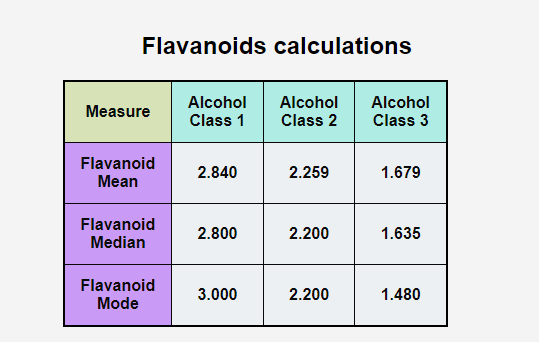 Flavanoids calculations
Measure
Alcohol Class 1
Alcohol Class 2
Alcohol Class 3
Flavanoid Mean
2.840
2.259
1.679
Flavanoid Median
2.800
2.200
1.635
Flavanoid Mode
3.000
2.200
1.480